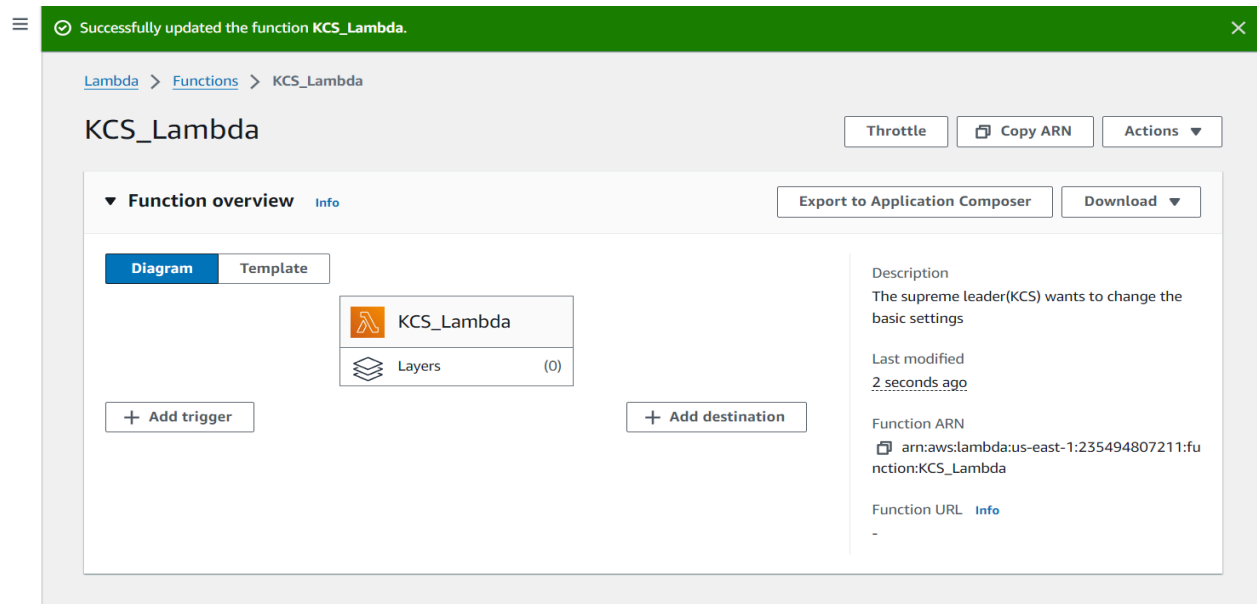 Successfully updated the function KCS_Lambda.
Lambda > Functions > KCS_Lambda
KCS_Lambda
Throttle
Copy ARN
Actions
Function overview Info
Export to Application Composer
Download
Diagram
Template
KCS_Lambda
Layers (0)
+ Add trigger
+ Add destination
Description
The supreme leader(KCS) wants to change the
basic settings
Last modified
2 seconds ago
Function ARN
arn:aws:lambda:us-east-1:235494807211:fu
nction:KCS_Lambda
Function URL Info
-